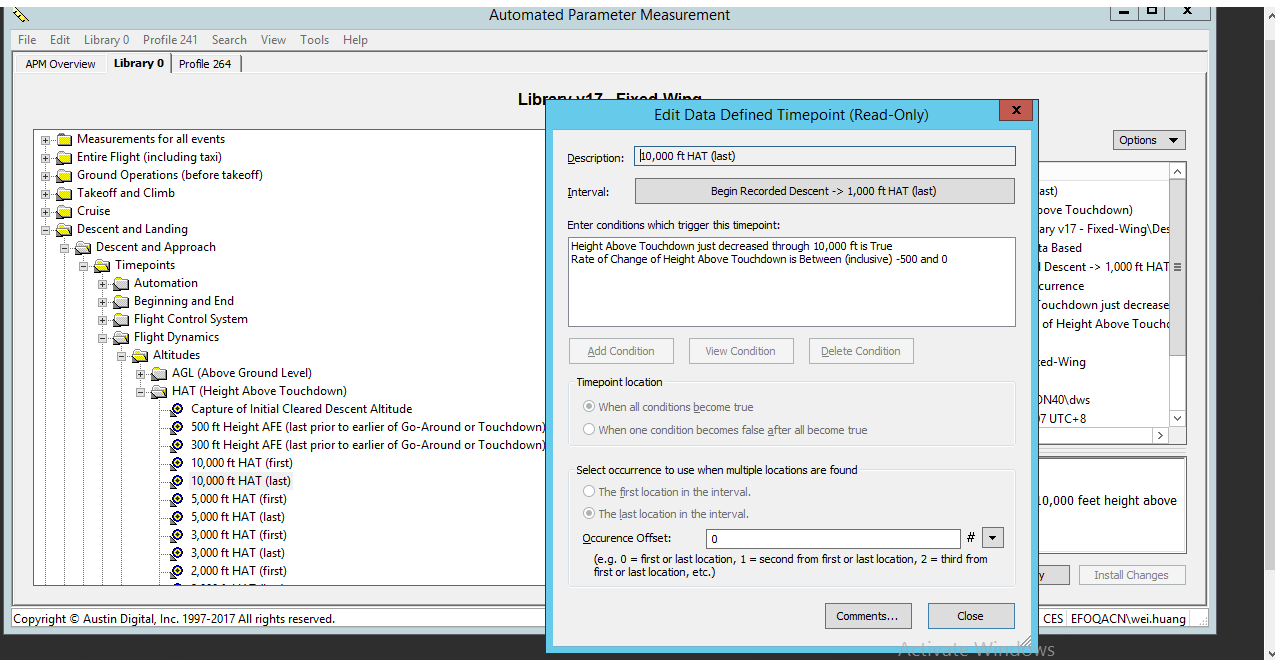 Automated Parameter Measurement
File Edit Library 0 Profile 241 Search View Tools Help
APM Overview Library 0 Profile 264
Library v17 - Fixed-Wing
Measurements for all events
Entire Flight (including taxi)
Ground Operations (before takeoff)
Takeoff and Climb
Cruise
Descent and Landing
Descent and Approach
Timepoints
Automation
Beginning and End
Flight Control System
Flight Dynamics
Altitudes
AGL (Above Ground Level)
HAT (Height Above Touchdown)
Capture of Initial Cleared Descent Altitude
500 ft Height AFE (last prior to earlier of Go-Around or Touchdown)
300 ft Height AFE (last prior to earlier of Go-Around or Touchdown)
10,000 ft HAT (first)
10,000 ft HAT (last)
5,000 ft HAT (first)
5,000 ft HAT (last)
3,000 ft HAT (first)
3,000 ft HAT (last)
2,000 ft HAT (first)
Edit Data Defined Timepoint (Read-Only)
Description: 10,000 ft HAT (last)
Interval: Begin Recorded Descent -> 1,000 ft HAT (last)
Enter conditions which trigger this timepoint:
Height Above Touchdown just decreased through 10,000 ft is True
Rate of Change of Height Above Touchdown is Between (inclusive) -500 and 0
Add Condition View Condition Delete Condition
Timepoint location
When all conditions become true
When one condition becomes false after all become true
Select occurrence to use when multiple locations are found
The first location in the interval.
The last location in the interval.
Occurence Offset: 0 #
(e.g. 0 = first or last location, 1 = second from first or last location, 2 = third from
first or last location, etc.)
Comments... Close
Options
ast)
ove Touchdown)
ary v17 - Fixed-Wing\Des
ta Based
Descent -> 1,000 ft HAT
currence
ouchdown just decrease
of Height Above Touchd
ed-Wing
ON40\dws
7 UTC+8
10,000 feet height above
y Install Changes
Copyright © Austin Digital, Inc. 1997-2017 All rights reserved.
CES EFOQACN\wei.huang
Activate Windows